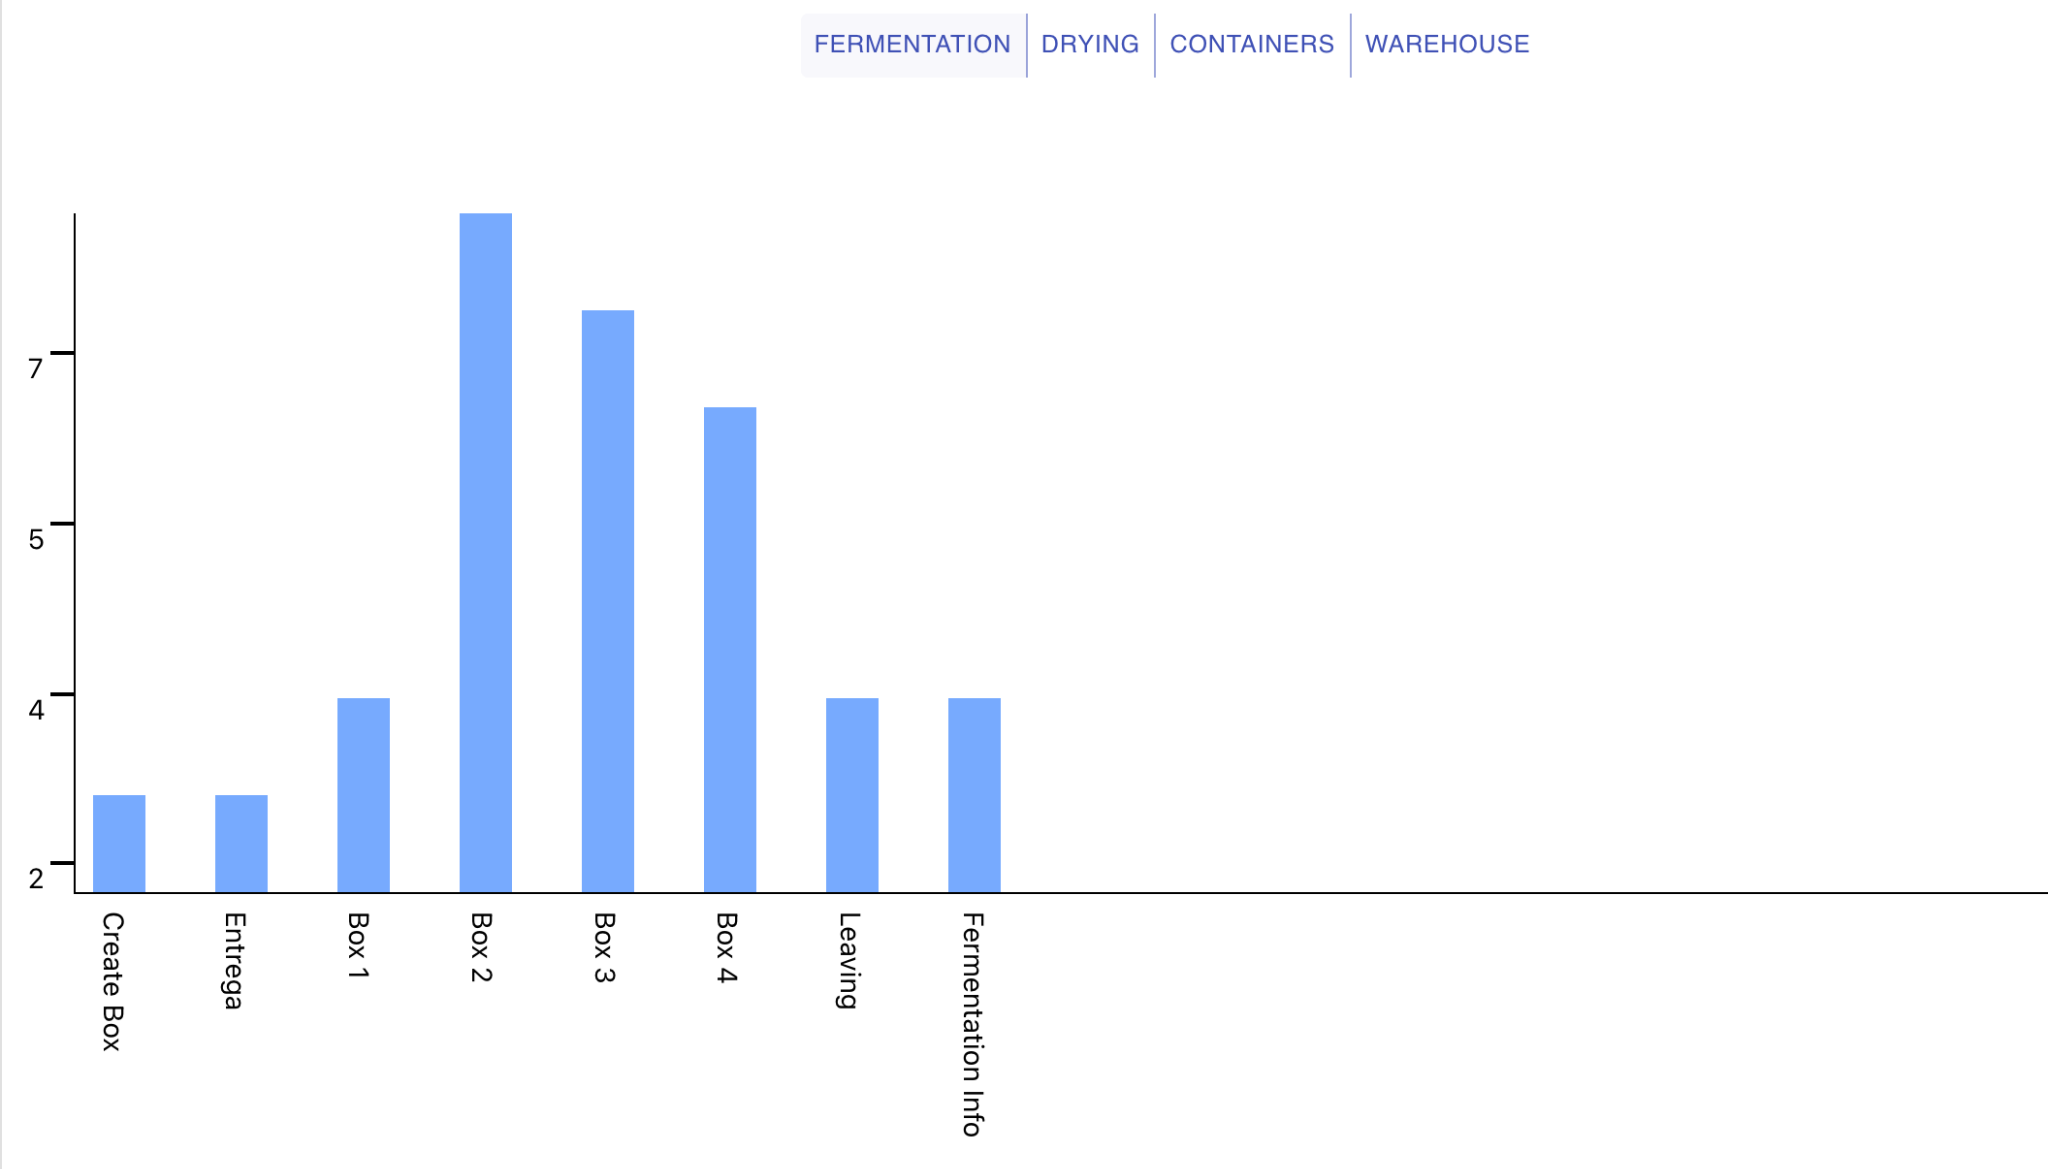 FERMENTATION DRYING CONTAINERS WAREHOUSE
7
5
4
2
Create Box
Entrega
Box 1
Box 2
Box 3
Box 4
Leaving
Fermentation Info